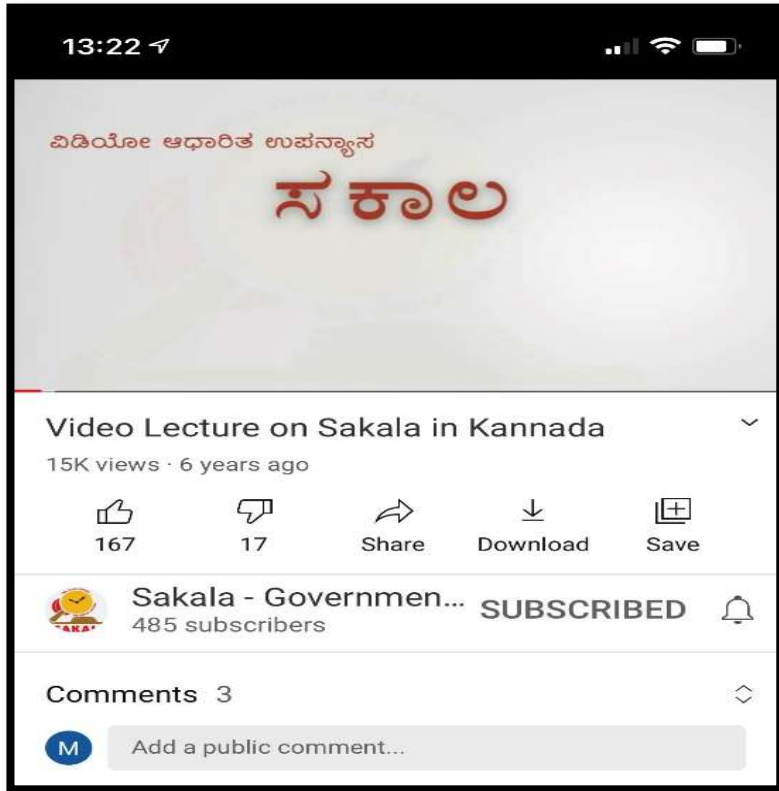 13:22
ವಿಡಿಯೋ ಆಧಾರಿತ ಉಪನ್ಯಾಸ
ಸಕಾಲ
Video Lecture on Sakala in Kannada
15K views · 6 years ago
167 17 Share Download Save
Sakala - Governmen... SUBSCRIBED
485 subscribers
Comments 3
M Add a public comment...